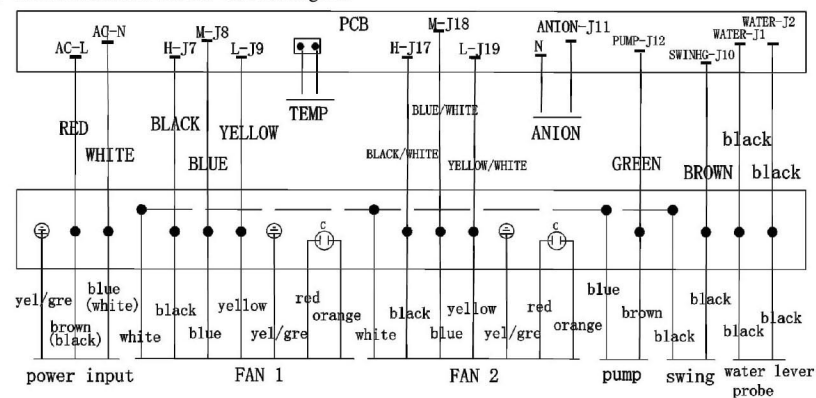 PCB
AC-L
AC-N
H-J7
M-J8
L-J9
H-J17
M-J18
L-J19
N
ANION-J11
PUMP-J12
SWINHG-J10
WATER-J1
WATER-J2
TEMP
ANION
RED
WHITE
BLACK
BLUE
YELLOW
BLACK/WHITE
BLUE/WHITE
YELLOW/WHITE
GREEN
BROWN
black
black
C
C
yel/gre
brown
(black)
blue
(white)
white
black
blue
yellow
yel/gre
red
orange
white
black
blue
yellow
yel/gre
red
orange
blue
brown
black
black
black
black
power input
FAN 1
FAN 2
pump
swing
water lever
probe